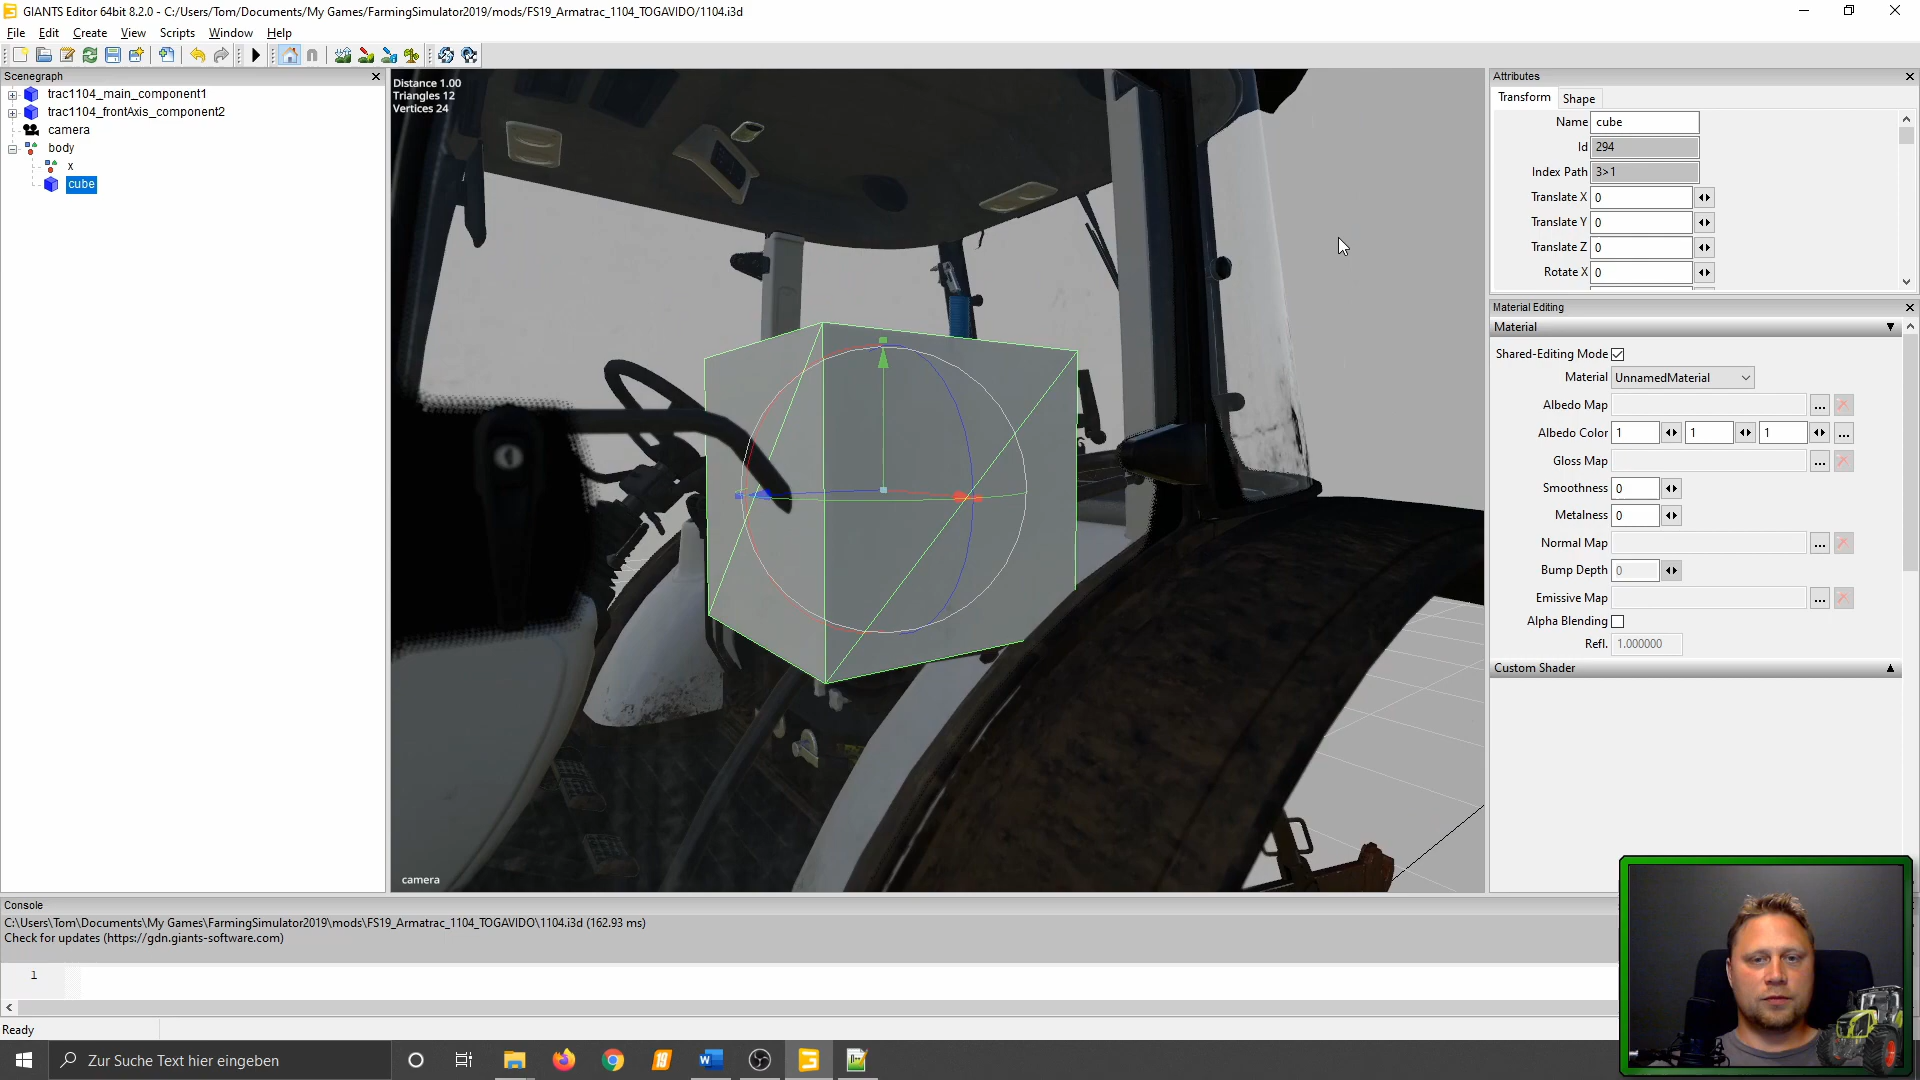 GIANTS Editor 64bit 8.2.0 - C:/Users/Tom/Documents/My Games/FarmingSimulator2019/mods/FS19_Armatrac_1104_TOGAVIDO/1104.i3d
File Edit Create View Scripts Window Help
Scenegraph
trac1104_main_component1
trac1104_frontAxis_component2
camera
body
x
cube
Distance 1.00
Triangles 12
Vertices 24
camera
Attributes
Transform Shape
Name cube
Id 294
Index Path 3>1
Translate X 0
Translate Y 0
Translate Z 0
Rotate X 0
Material Editing
Material
Shared-Editing Mode
Material UnnamedMaterial
Albedo Map ...
Albedo Color 1 1 1 ...
Gloss Map ...
Smoothness 0
Metalness 0
Normal Map ...
Bump Depth 0
Emissive Map ...
Alpha Blending
Refl. 1.000000
Custom Shader
Console
C:\Users\Tom\Documents\My Games\FarmingSimulator2019\mods\FS19_Armatrac_1104_TOGAVIDO\1104.i3d (162.93 ms)
Check for updates (https://gdn.giants-software.com)
1
Ready
Zur Suche Text hier eingeben
19